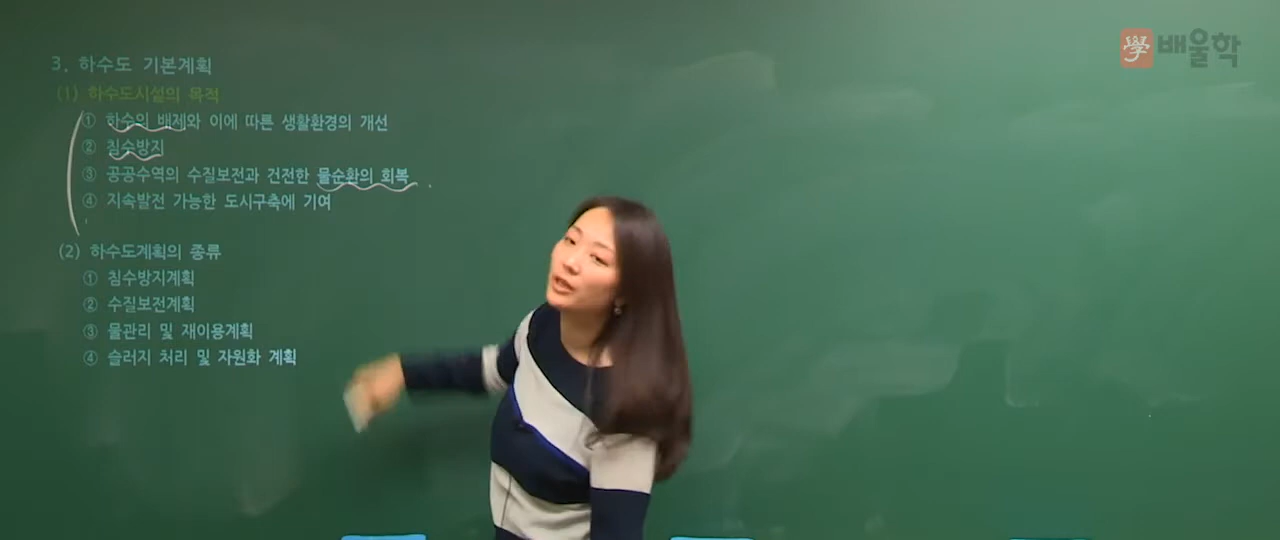 學 배울학
3. 하수도 기본계획
(1) 하수도시설의 목적
① 하수의 배제와 이에 따른 생활환경의 개선
② 침수방지
③ 공공수역의 수질보전과 건전한 물순환의 회복
④ 지속발전 가능한 도시구축에 기여
(2) 하수도계획의 종류
① 침수방지계획
② 수질보전계획
③ 물관리 및 재이용계획
④ 슬러지 처리 및 자원화 계획